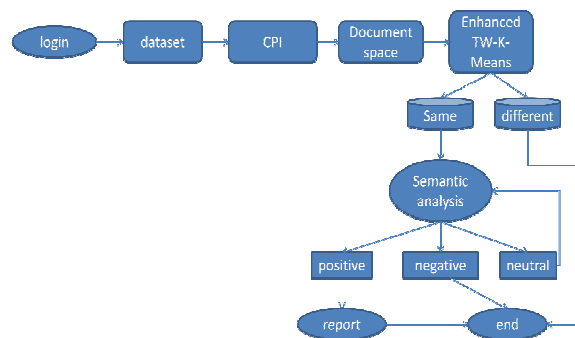 login
dataset
CPI
Document
space
Enhanced
TW-K-
Means
Same
different
Semantic
analysis
positive
negative
neutral
report
end